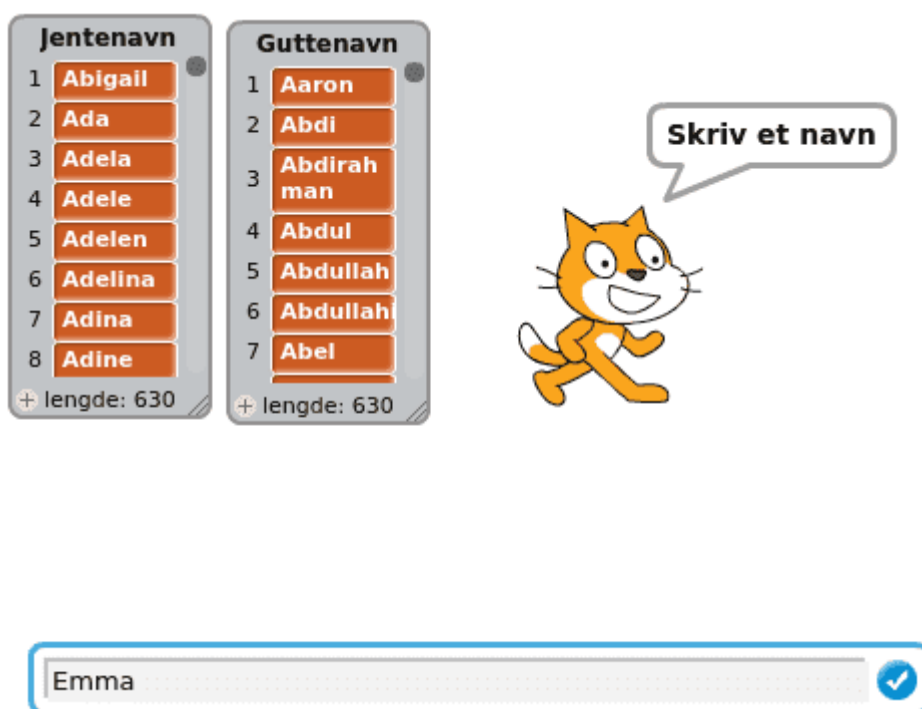 Jentenavn
1 Abigail
2 Ada
3 Adela
4 Adele
5 Adelen
6 Adelina
7 Adina
8 Adine
+ lengde: 630
Guttenavn
1 Aaron
2 Abdi
3 Abdirah
man
4 Abdul
5 Abdullah
6 Abdullahi
7 Abel
+ lengde: 630
Skriv et navn
Emma